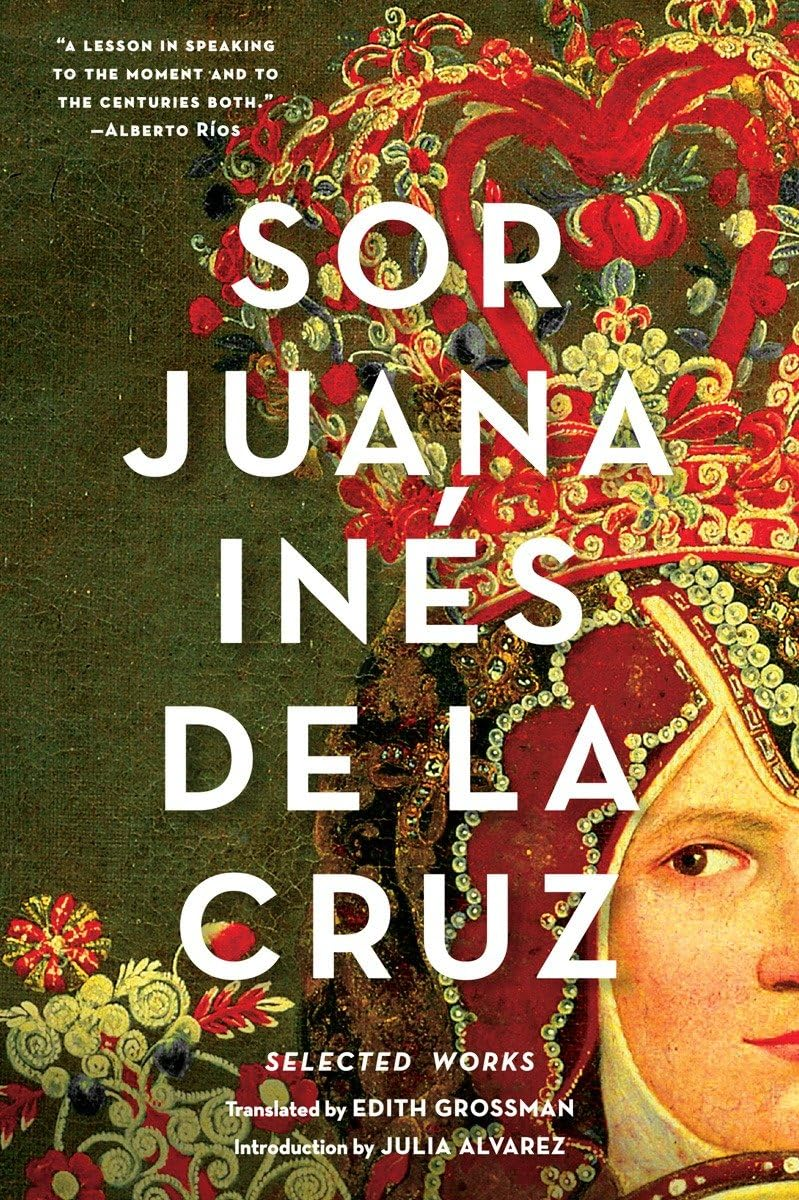 “A LESSON IN SPEAKING
TO THE MOMENT AND TO
THE CENTURIES BOTH.”
—ALBERTO RÍOS
SOR
JUANA
INÉS
DE LA
CRUZ
SELECTED WORKS
Translated by EDITH GROSSMAN
Introduction by JULIA ALVAREZ